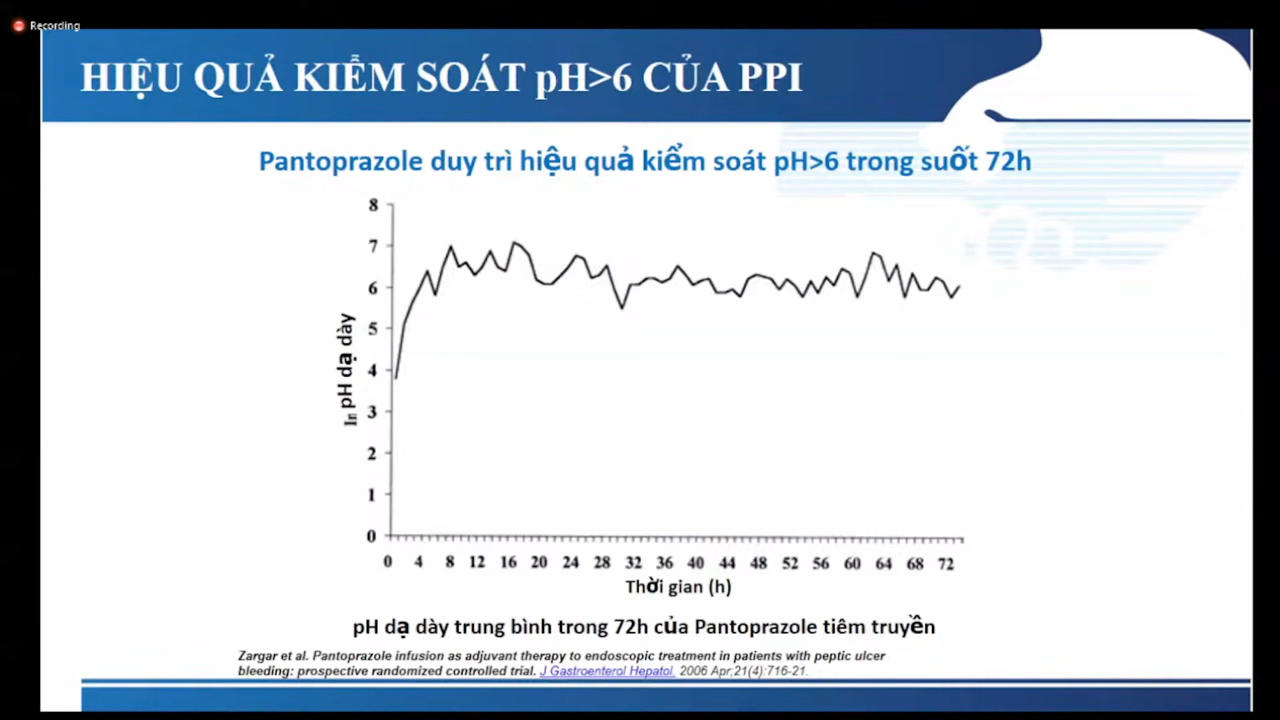 Recording
HIỆU QUẢ KIỂM SOÁT pH>6 CỦA PPI
Pantoprazole duy trì hiệu quả kiểm soát pH>6 trong suốt 72h
8
7
6
5
4
3
2
1
0
pH dạ dày
0 4 8 12 16 20 24 28 32 36 40 44 48 52 56 60 64 68 72
Thời gian (h)
pH dạ dày trung bình trong 72h của Pantoprazole tiêm truyền
Zargar et al. Pantoprazole infusion as adjuvant therapy to endoscopic treatment in patients with peptic ulcer
bleeding: prospective randomized controlled trial. J Gastroenterol Hepatol. 2006 Apr;21(4):716-21.